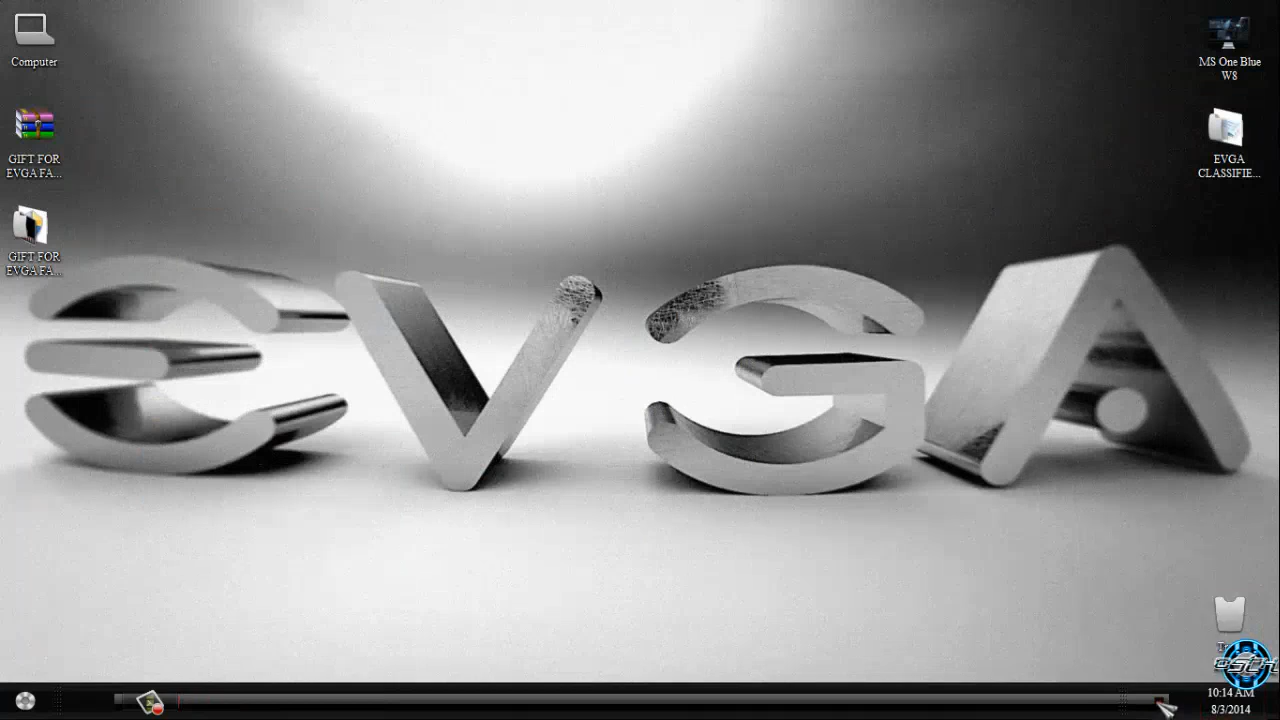 Computer
GIFT FOR
EVGA FA...
GIFT FOR
EVGA FA...
MS One Blue
W8
EVGA
CLASSIFIE...
EVGA
10:14 AM
8/3/2014